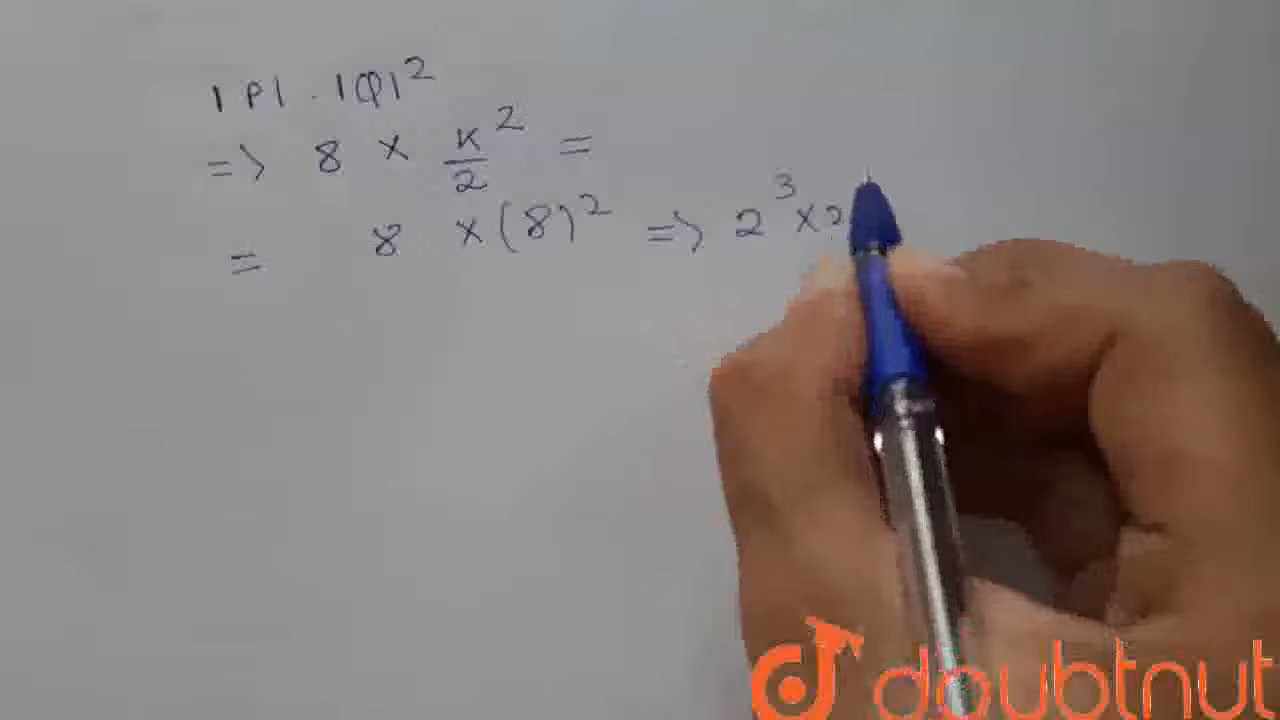 |P| . |Q|²
=> 8 × K²/2 =
= 8 × (8)² => 2³ × 2
doubtnut